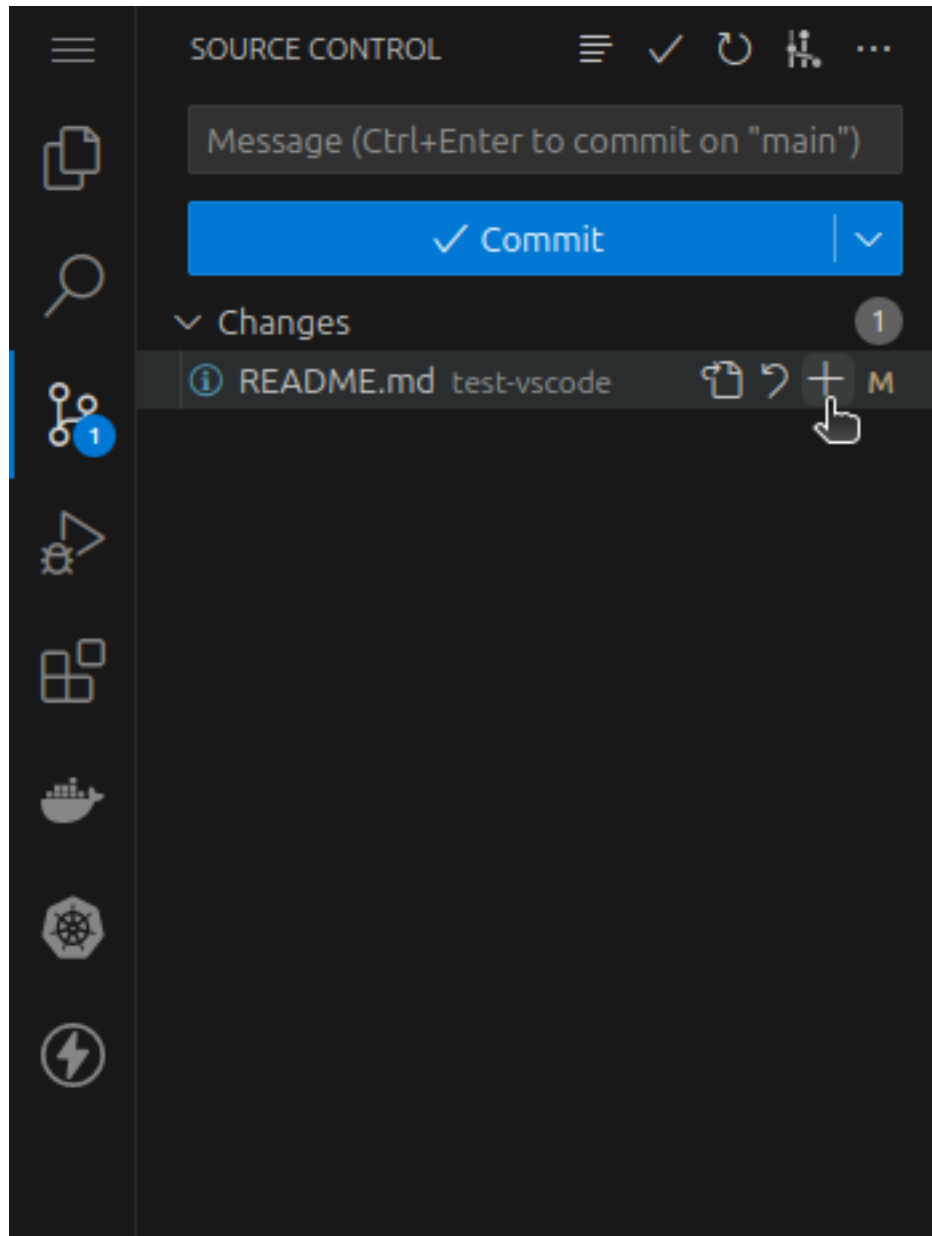 SOURCE CONTROL
Message (Ctrl+Enter to commit on "main")
Commit
Changes 1
README.md test-vscode M
1